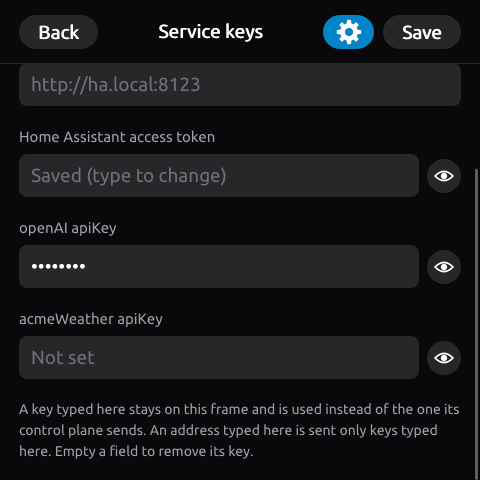 Back
Service keys
Save
http://ha.local:8123
Home Assistant access token
Saved (type to change)
openAI apiKey
••••••••
acmeWeather apiKey
Not set
A key typed here stays on this frame and is used instead of the one its
control plane sends. An address typed here is sent only keys typed
here. Empty a field to remove its key.